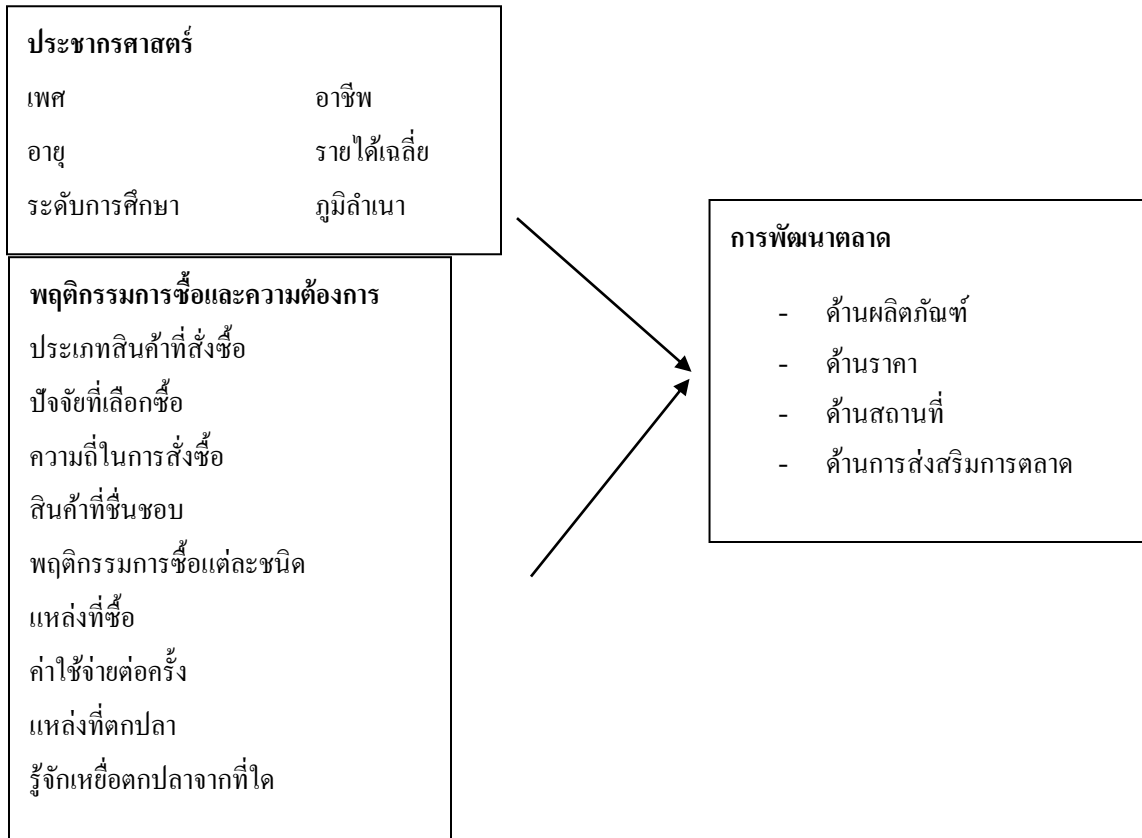 ประชากรศาสตร์
เพศ อาชีพ
อายุ รายได้เฉลี่ย
ระดับการศึกษา ภูมิลำเนา
พฤติกรรมการซื้อและความต้องการ
ประเภทสินค้าที่สั่งซื้อ
ปัจจัยที่เลือกซื้อ
ความถี่ในการสั่งซื้อ
สินค้าที่ชื่นชอบ
พฤติกรรมการซื้อแต่ละชนิด
แหล่งที่ซื้อ
ค่าใช้จ่ายต่อครั้ง
แหล่งที่ตกปลา
รู้จักเหยื่อตกปลาจากที่ใด
การพัฒนาตลาด
- ด้านผลิตภัณฑ์
- ด้านราคา
- ด้านสถานที่
- ด้านการส่งสริมการตลาด